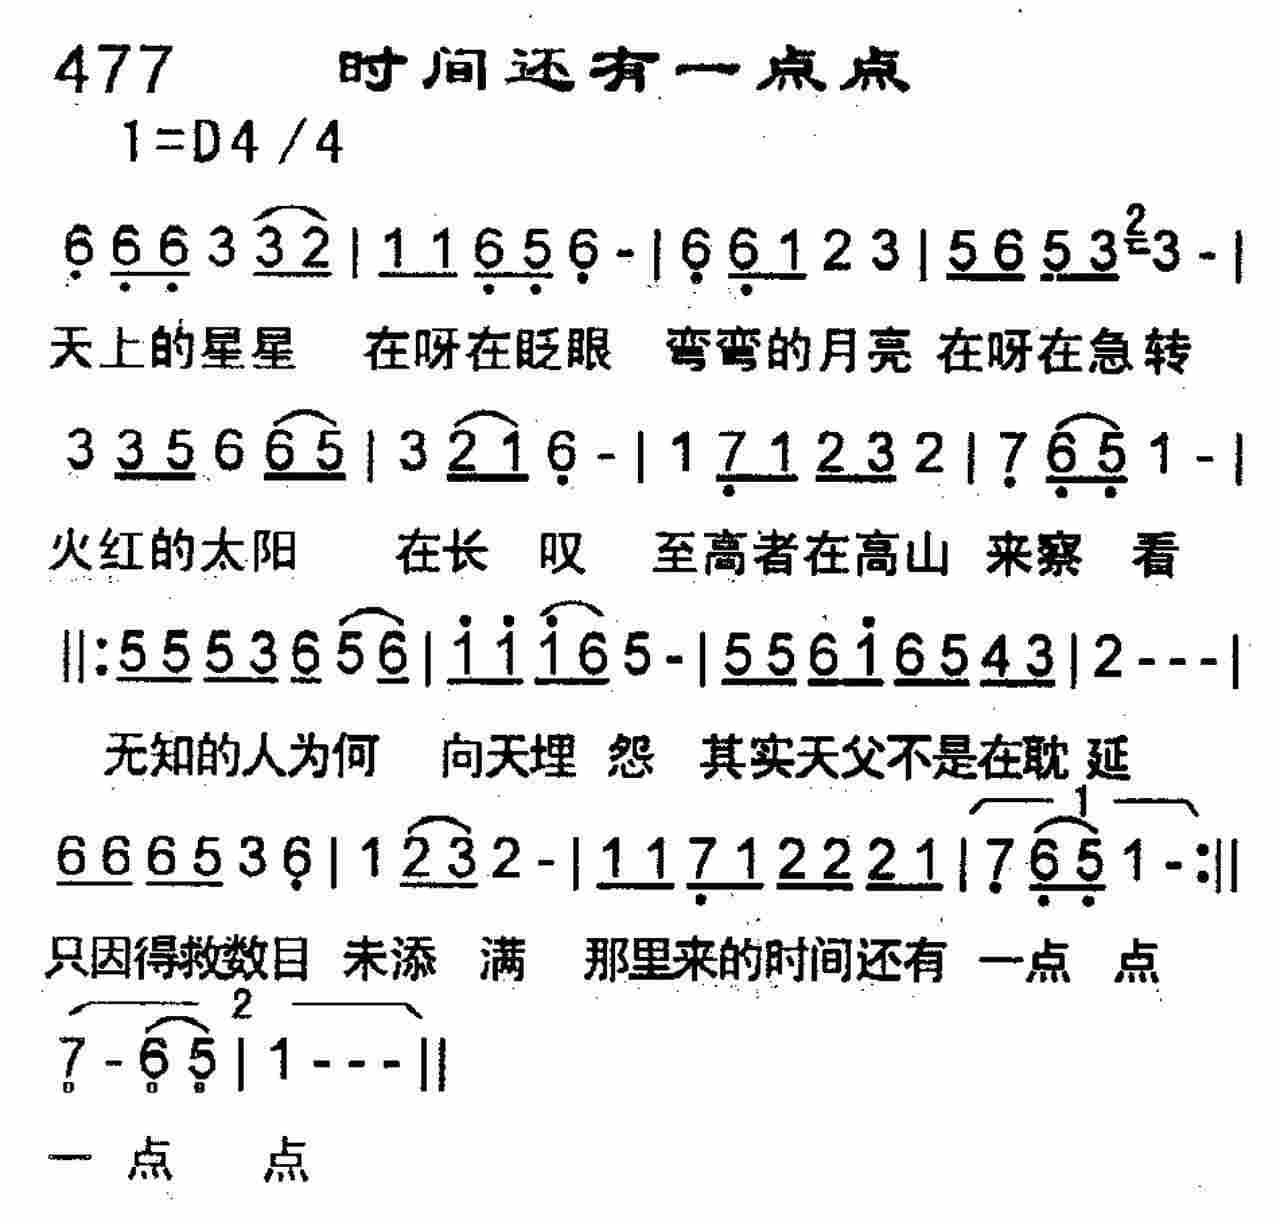 477 时间还有一点点
1=D4/4
6 6 6 3 3 2 | 1 1 6 5 6 - | 6 6 1 2 3 | 5 6 5 3 2 3 - |
天上的星星 在呀在眨眼 弯弯的月亮 在呀在急转
3 3 5 6 6 5 | 3 2 1 6 - | 1 7 1 2 3 2 | 7 6 5 1 - |
火红的太阳 在长 叹 至高者在高山 来察 看
||: 5 5 5 3 6 5 6 | 1 1 1 6 5 - | 5 5 6 1 6 5 4 3 | 2 - - - |
无知的人为何 向天埋 怨 其实天父不是在耽 延
1
6 6 6 5 3 6 | 1 2 3 2 - | 1 1 7 1 2 2 2 1 | 7 6 5 1 - :||
只因得救数目 未添 满 那里来的时间还有 一点 点
2
7 - 6 5 | 1 - - - ||
一 点 点